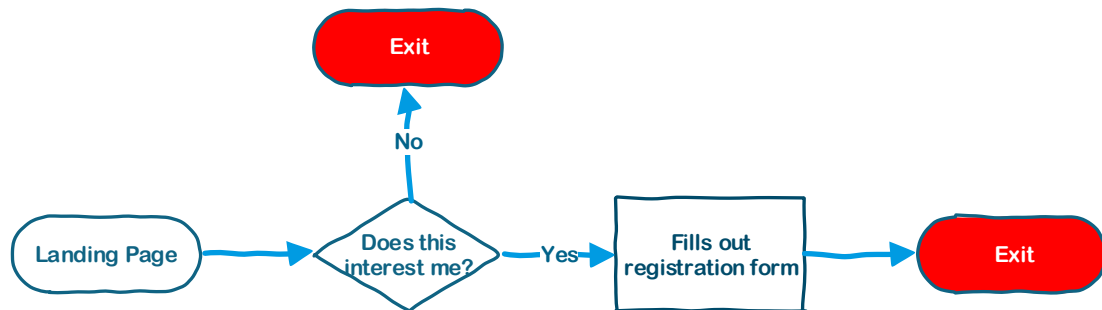 Exit
No
Landing Page
Does this
interest me?
Yes
Fills out
registration form
Exit